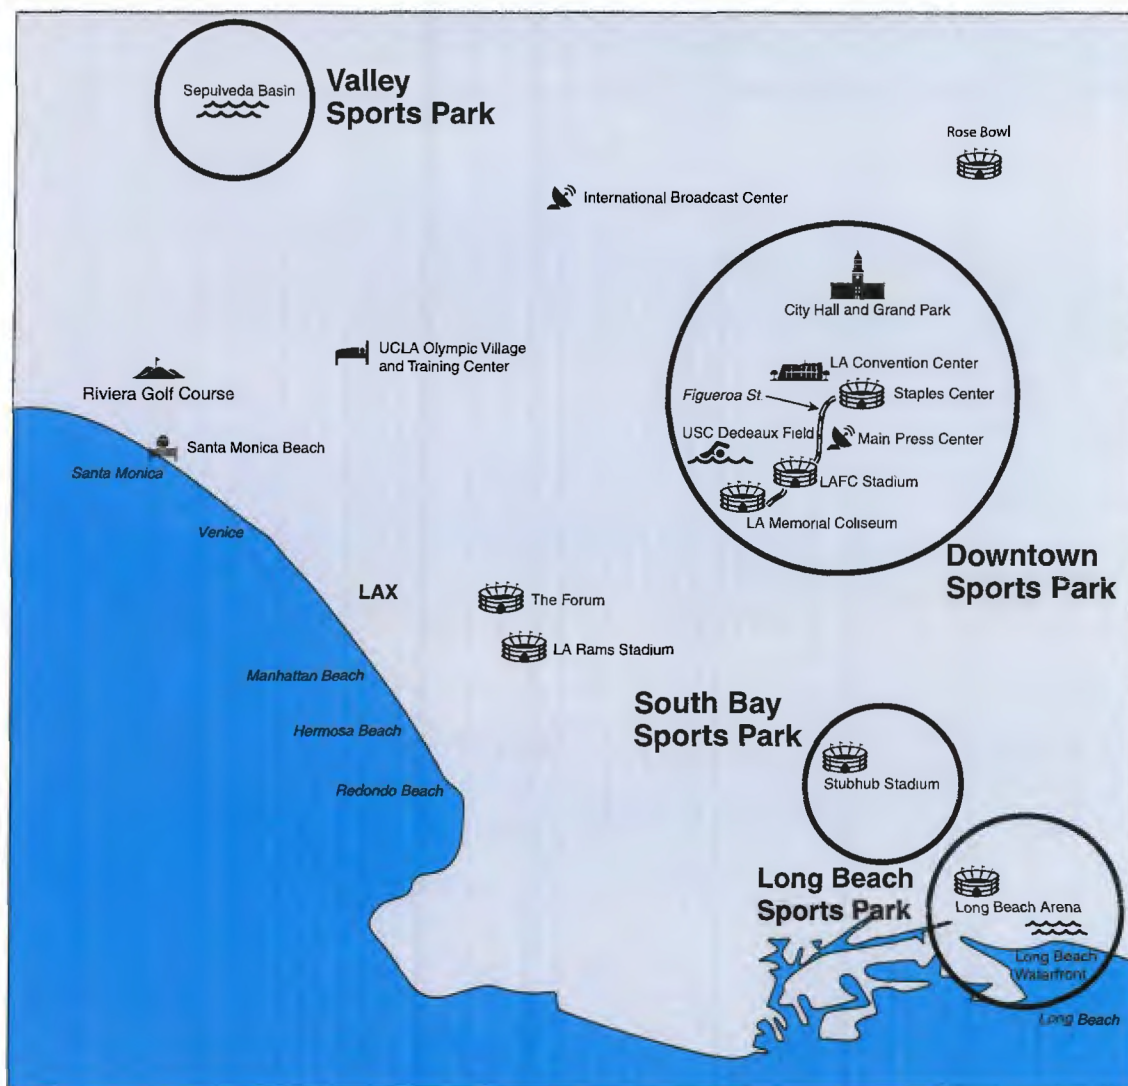 Sepulveda Basin
Valley
Sports Park
Rose Bowl
International Broadcast Center
City Hall and Grand Park
UCLA Olympic Village
and Training Center
LA Convention Center
Riviera Golf Course
Figueroa St.
Staples Center
USC Dedeaux Field
Main Press Center
Santa Monica Beach
Santa Monica
LAFC Stadium
LA Memorial Coliseum
Venice
Downtown
Sports Park
LAX
The Forum
LA Rams Stadium
Manhattan Beach
South Bay
Sports Park
Hermosa Beach
Stubhub Stadium
Redondo Beach
Long Beach
Sports Park
Long Beach Arena
Long Beach
Waterfront
Long Beach